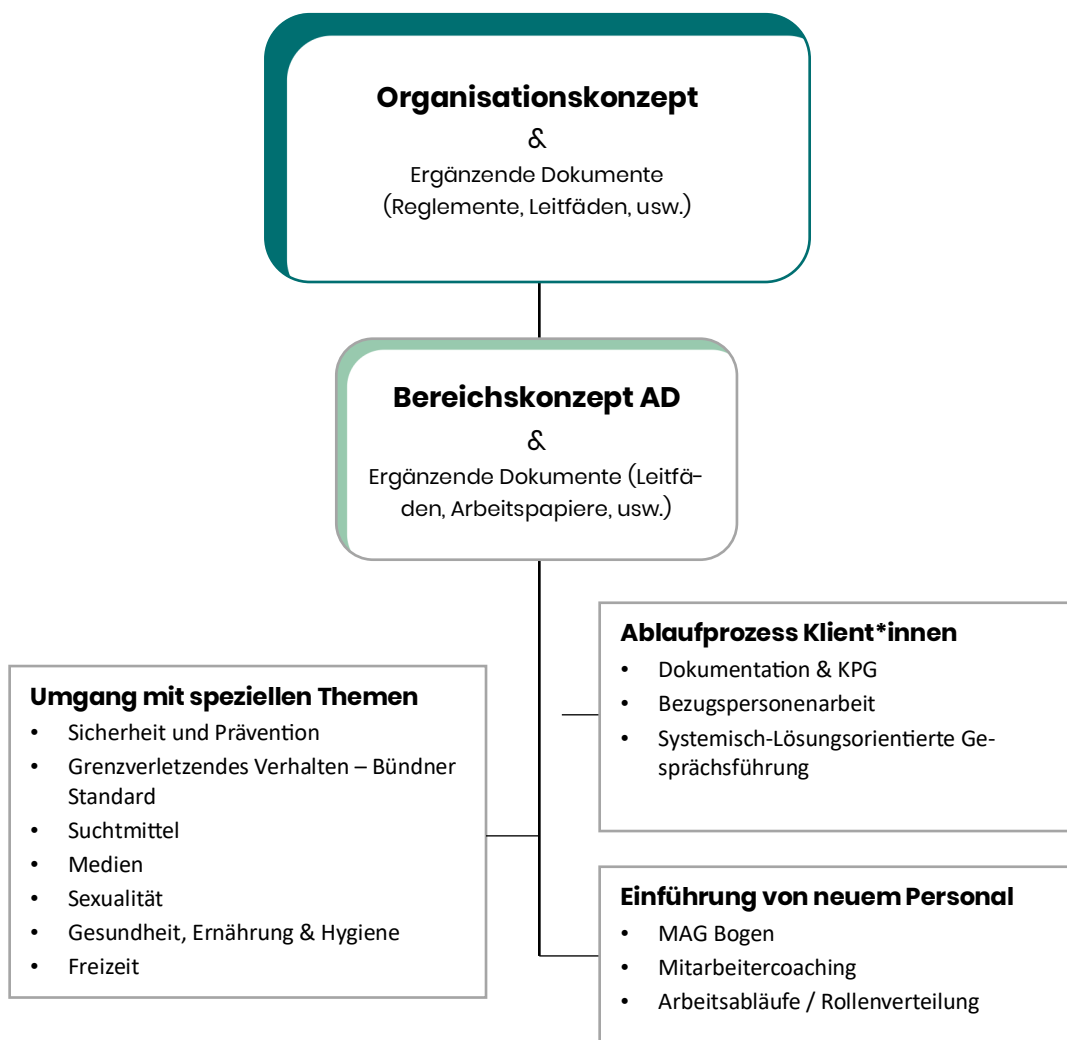 Organisationskonzept
&
Ergänzende Dokumente
(Reglemente, Leitfäden, usw.)
Bereichskonzept AD
&
Ergänzende Dokumente (Leitfä-
den, Arbeitspapiere, usw.)
Ablaufprozess Klient*innen
• Dokumentation & KPG
• Bezugspersonenarbeit
• Systemisch-Lösungsorientierte Ge-
sprächsführung
Umgang mit speziellen Themen
• Sicherheit und Prävention
• Grenzverletzendes Verhalten – Bündner
Standard
• Suchtmittel
• Medien
• Sexualität
• Gesundheit, Ernährung & Hygiene
• Freizeit
Einführung von neuem Personal
• MAG Bogen
• Mitarbeitercoaching
• Arbeitsabläufe / Rollenverteilung